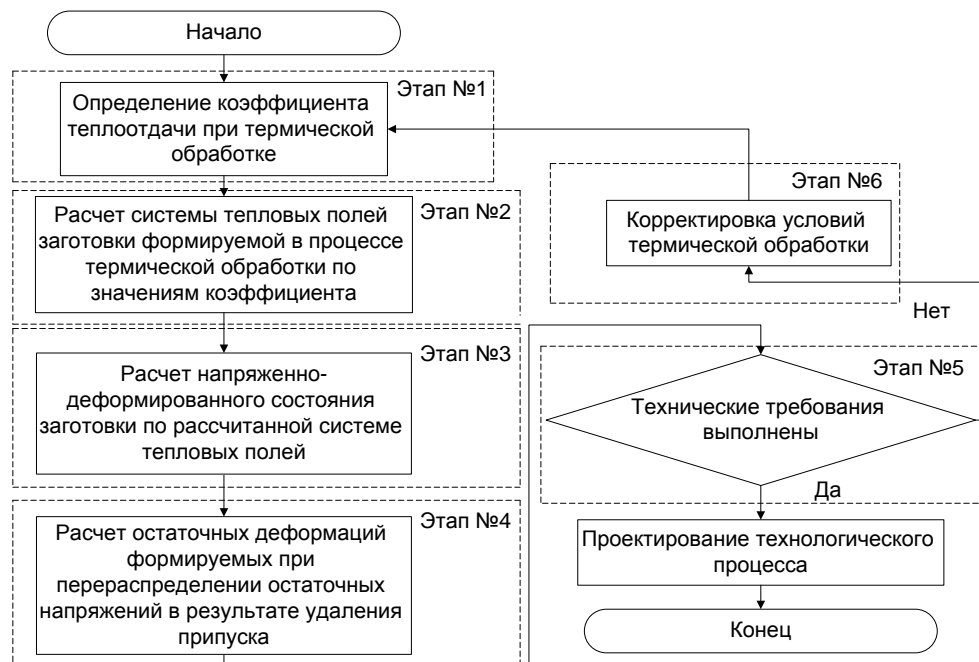 Начало
Этап №1
Определение коэффициента
теплоотдачи при термической
обработке
Этап №2
Расчет системы тепловых полей
заготовки формируемой в процессе
термической обработки по
значениям коэффициента
Этап №3
Расчет напряженно-
деформированного состояния
заготовки по рассчитанной системе
тепловых полей
Этап №4
Расчет остаточных деформаций
формируемых при
перераспределении остаточных
напряжений в результате удаления
припуска
Этап №6
Корректировка условий
термической обработки
Нет
Этап №5
Технические требования
выполнены
Да
Проектирование технологического
процесса
Конец